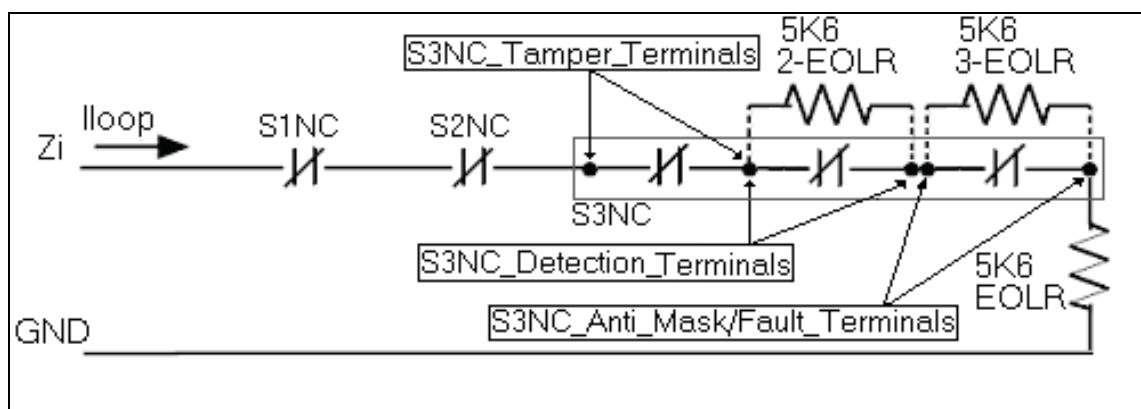 5K6
2-EOLR
5K6
3-EOLR
S3NC_Tamper_Terminals
Iloop
S1NC
S2NC
Zi
S3NC
S3NC_Detection_Terminals
5K6
EOLR
S3NC_Anti_Mask/Fault_Terminals
GND